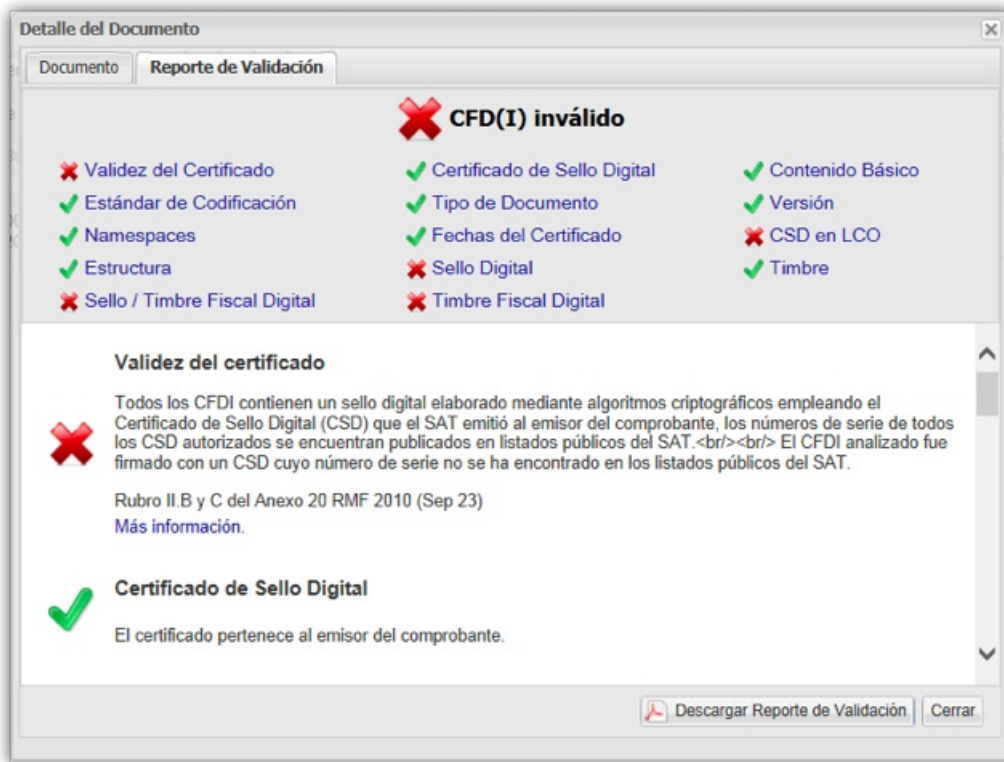 Detalle del Documento
Documento
Reporte de Validación
CFD(I) inválido
Validez del Certificado
Certificado de Sello Digital
Contenido Básico
Estándar de Codificación
Tipo de Documento
Versión
Namespaces
Fechas del Certificado
CSD en LCO
Estructura
Sello Digital
Timbre
Sello / Timbre Fiscal Digital
Timbre Fiscal Digital
Validez del certificado
Todos los CFDI contienen un sello digital elaborado mediante algoritmos criptográficos empleando el
Certificado de Sello Digital (CSD) que el SAT emitió al emisor del comprobante, los números de serie de todos
los CSD autorizados se encuentran publicados en listados públicos del SAT.<br/><br/> El CFDI analizado fue
firmado con un CSD cuyo número de serie no se ha encontrado en los listados públicos del SAT.
Rubro II.B y C del Anexo 20 RMF 2010 (Sep 23)
Más información.
Certificado de Sello Digital
El certificado pertenece al emisor del comprobante.
Descargar Reporte de Validación
Cerrar